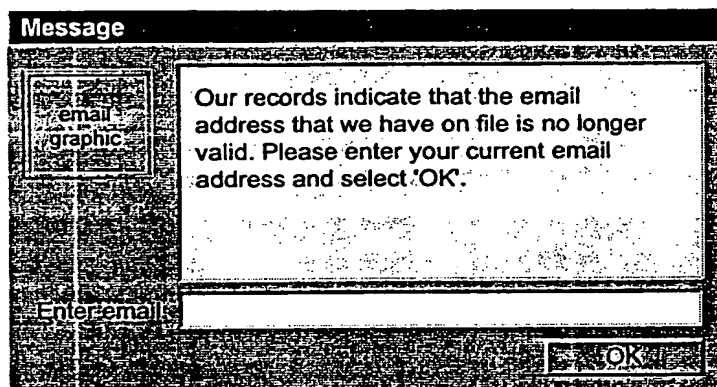 Message
email
graphic
Our records indicate that the email
address that we have on file is no longer
valid. Please enter your current email
address and select 'OK'.
Enter email:
OK